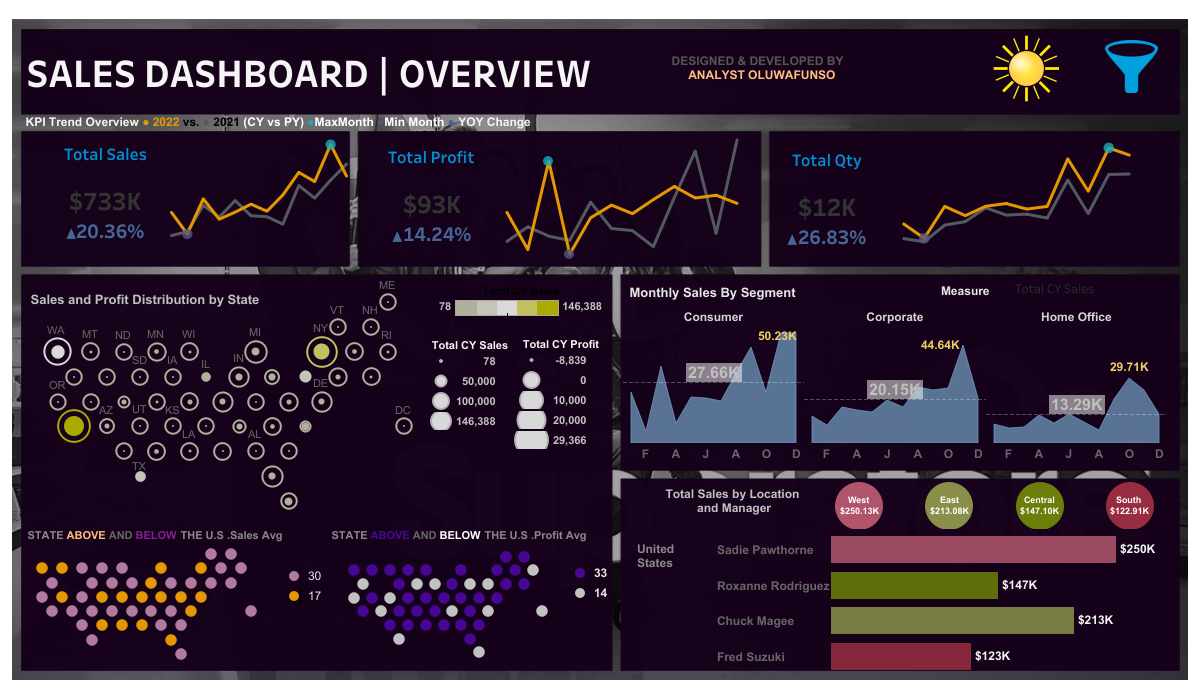 SALES DASHBOARD | OVERVIEW
DESIGNED & DEVELOPED BY
ANALYST OLUWAFUNSO
KPI Trend Overview ● 2022 vs. ● 2021 (CY vs PY) ●MaxMonth ● Min Month ● YOY Change
Total Sales
$733K
▲20.36%
Total Profit
$93K
▲14.24%
Total Qty
$12K
▲26.83%
Sales and Profit Distribution by State
Total CY Sales
78
146,388
ME
VT
NH
WA
MT
ND
MN
WI
MI
NY
RI
SD
IA
IL
IN
OR
DE
AZ
UT
KS
DC
LA
AL
TX
Total CY Sales
78
50,000
100,000
146,388
Total CY Profit
-8,839
0
10,000
20,000
29,366
STATE ABOVE AND BELOW THE U.S .Sales Avg
30
17
STATE ABOVE AND BELOW THE U.S .Profit Avg
33
14
Monthly Sales By Segment
Measure
Total CY Sales
Consumer
Corporate
Home Office
50.23K
27.66K
44.64K
20.15K
29.71K
13.29K
F A J A O D
F A J A O D
F A J A O D
Total Sales by Location
and Manager
West
$250.13K
East
$213.08K
Central
$147.10K
South
$122.91K
United
States
Sadie Pawthorne
$250K
Roxanne Rodriguez
$147K
Chuck Magee
$213K
Fred Suzuki
$123K